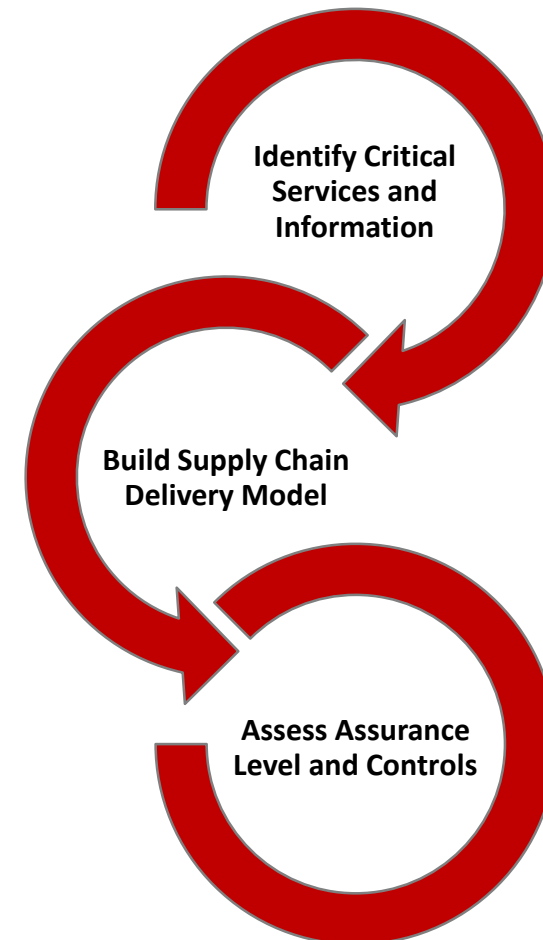 Identify Critical
Services and
Information
Build Supply Chain
Delivery Model
Assess Assurance
Level and Controls